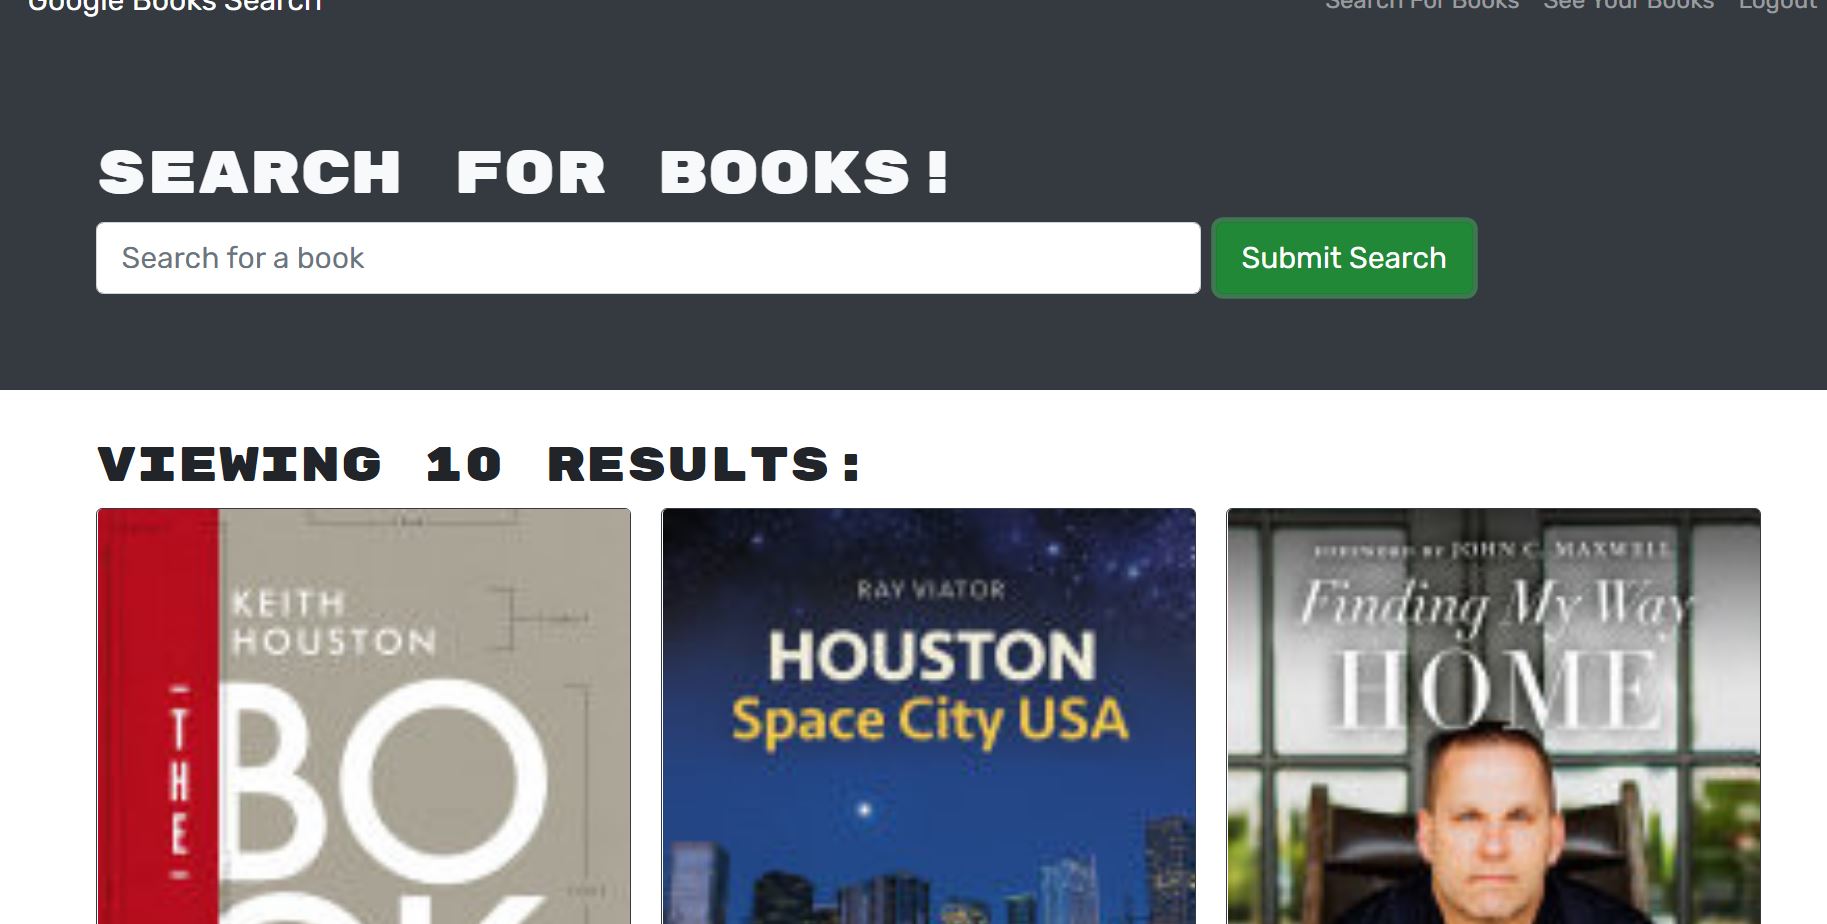 Google Books Search
Search For Books See Your Books Logout
SEARCH FOR BOOKS!
Search for a book
Submit Search
VIEWING 10 RESULTS:
KEITH
HOUSTON
- THE -
BO
OK
RAY VIATOR
HOUSTON
Space City USA
FOREWORD BY JOHN C. MAXWELL
Finding My Way
HOME